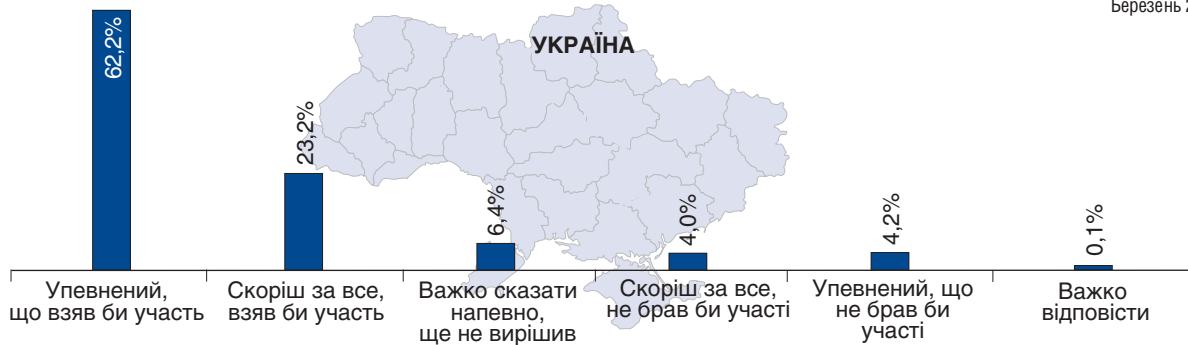 Березень 2
УКРАЇНА
62,2%
23,2%
6,4%
4,0%
4,2%
0,1%
Упевнений,
що взяв би участь
Скоріш за все,
взяв би участь
Важко сказати
напевно,
ще не вирішив
Скоріш за все,
не брав би участі
Упевнений, що
не брав би
участі
Важко
відповісти